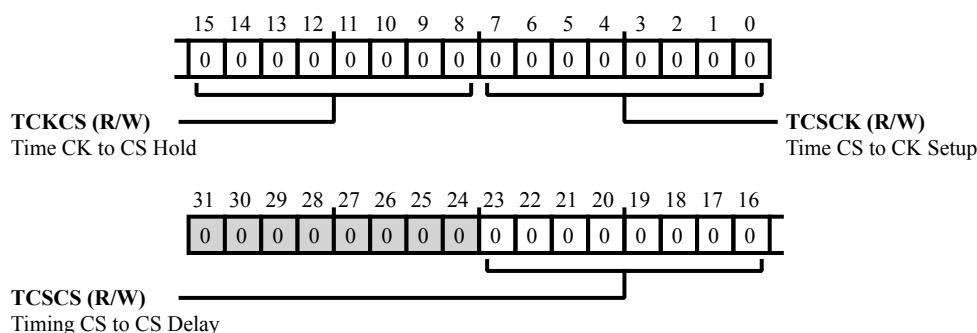 15 14 13 12 11 10 9 8 7 6 5 4 3 2 1 0
0 0 0 0 0 0 0 0 0 0 0 0 0 0 0 0
TCKCS (R/W)
Time CK to CS Hold
TCSCK (R/W)
Time CS to CK Setup
31 30 29 28 27 26 25 24 23 22 21 20 19 18 17 16
0 0 0 0 0 0 0 0 0 0 0 0 0 0 0 0
TCSCS (R/W)
Timing CS to CS Delay